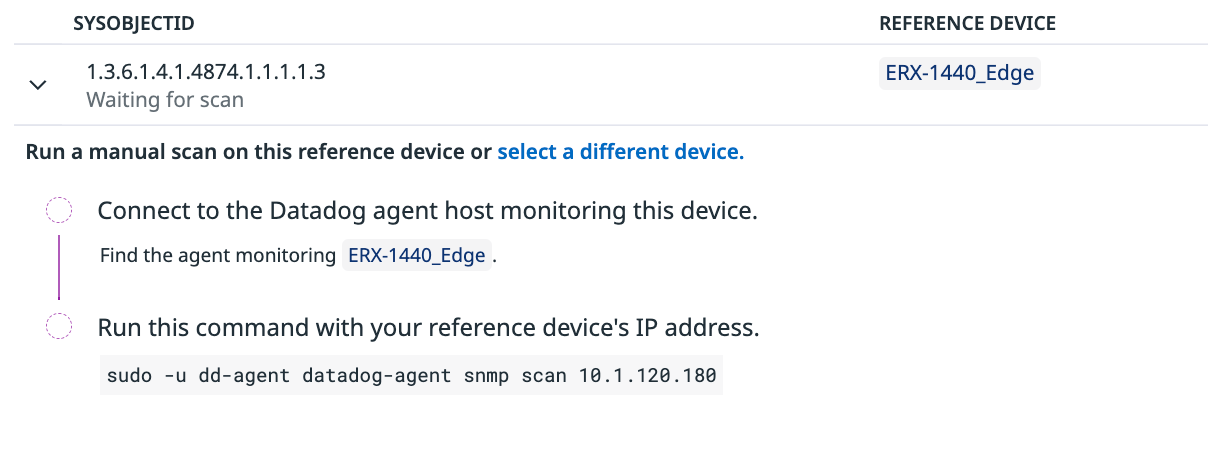 SYSOBJECTID REFERENCE DEVICE
1.3.6.1.4.1.4874.1.1.1.1.3 ERX-1440_Edge
Waiting for scan
Run a manual scan on this reference device or select a different device.
Connect to the Datadog agent host monitoring this device.
Find the agent monitoring ERX-1440_Edge .
Run this command with your reference device's IP address.
sudo -u dd-agent datadog-agent snmp scan 10.1.120.180